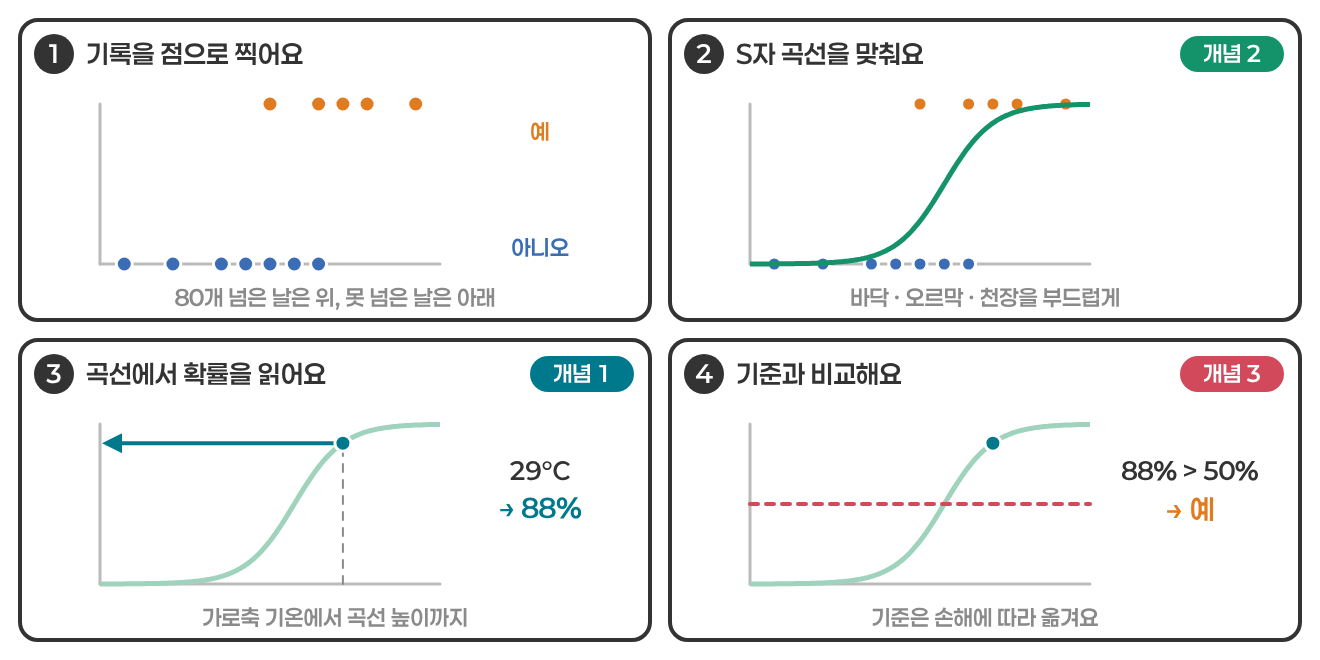 1 기록을 점으로 찍어요
예
아니오
80개 넘은 날은 위, 못 넘은 날은 아래
2 S자 곡선을 맞춰요
개념 2
바닥 · 오르막 · 천장을 부드럽게
3 곡선에서 확률을 읽어요
개념 1
29°C
→ 88%
가로축 기온에서 곡선 높이까지
4 기준과 비교해요
개념 3
88% > 50%
→ 예
기준은 손해에 따라 옮겨요